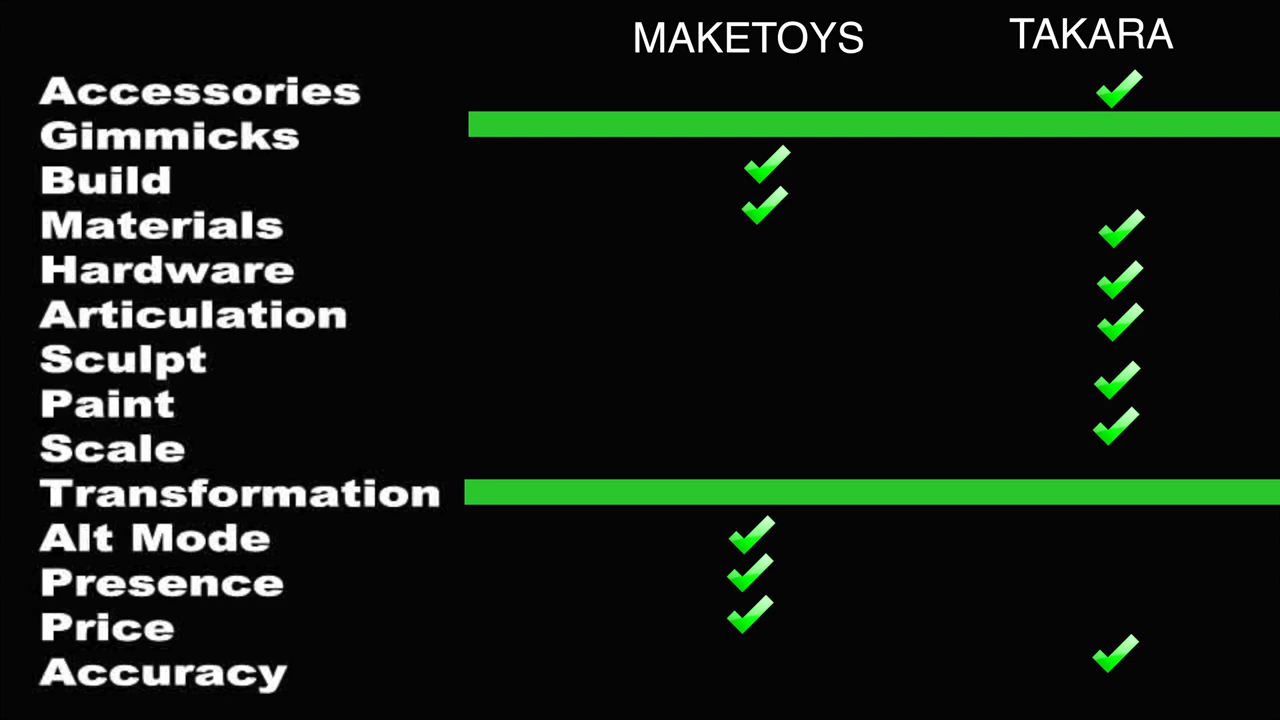 MAKETOYS TAKARA
Accessories
Gimmicks
Build
Materials
Hardware
Articulation
Sculpt
Paint
Scale
Transformation
Alt Mode
Presence
Price
Accuracy